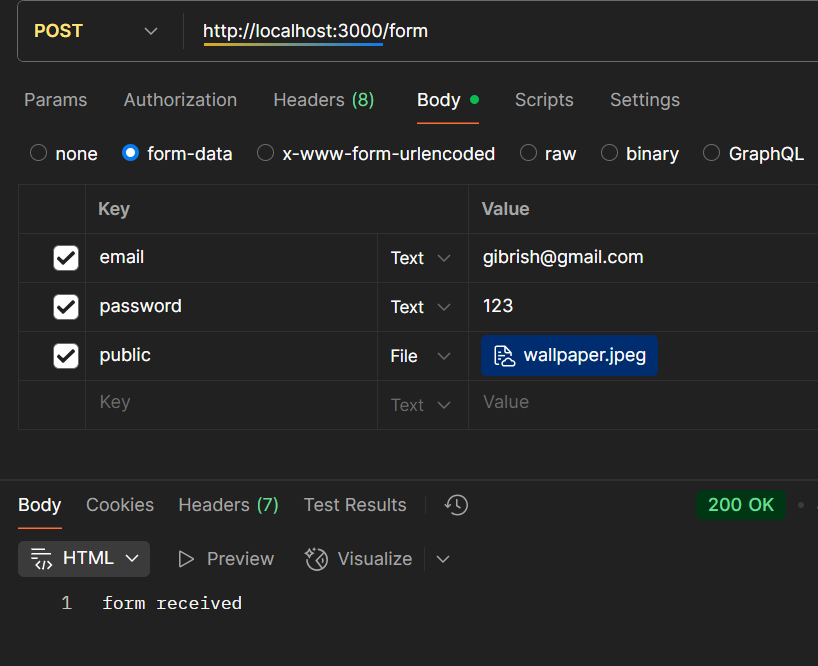 POST http://localhost:3000/form
Params Authorization Headers (8) Body Scripts Settings
none form-data x-www-form-urlencoded raw binary GraphQL
Key Value
email Text gibrish@gmail.com
password Text 123
public File wallpaper.jpeg
Key Text Value
Body Cookies Headers (7) Test Results 200 OK
HTML Preview Visualize
1 form received